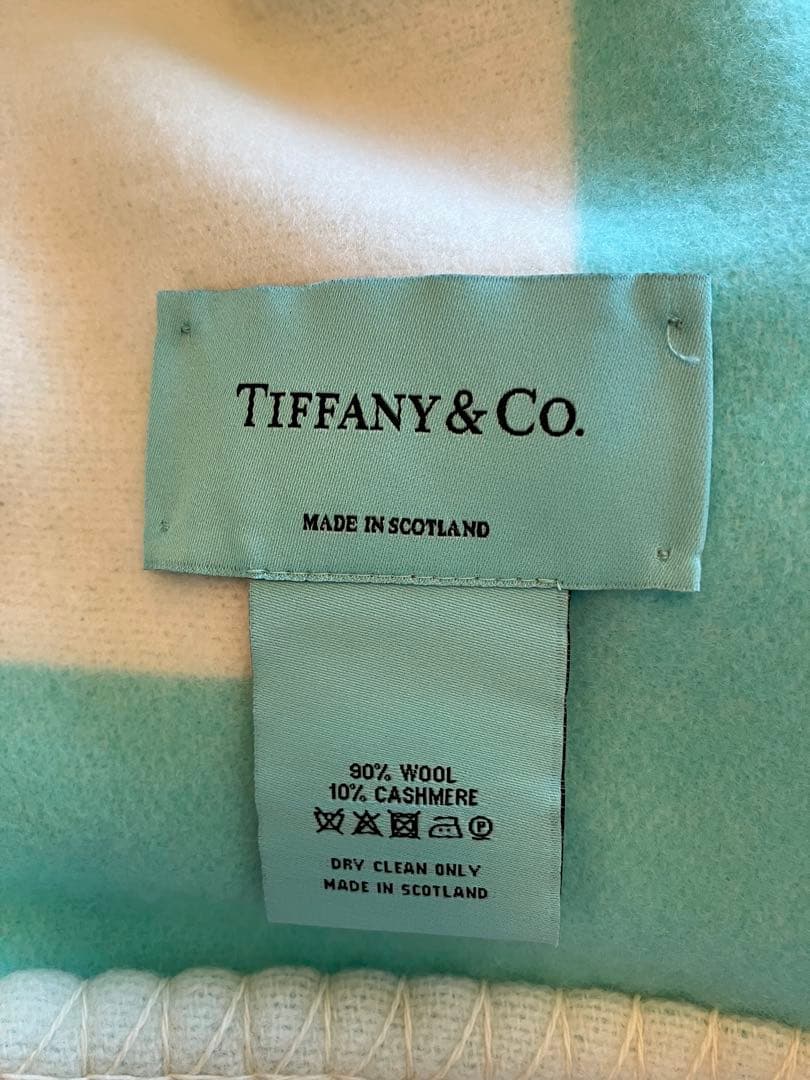 TIFFANY & CO.
MADE IN SCOTLAND
90% WOOL
10% CASHMERE
P
DRY CLEAN ONLY
MADE IN SCOTLAND